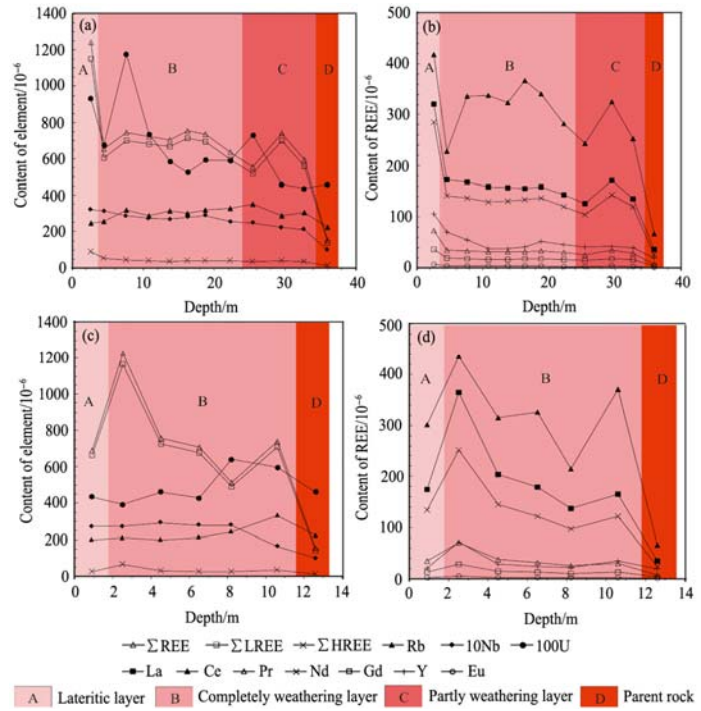 (a)
1400
1200
1000
800
600
400
200
0
Content of element/10⁻⁶
A
B
C
D
0 10 20 30 40
Depth/m
(b)
500
400
300
200
100
0
Content of REE/10⁻⁶
A
B
C
D
0 10 20 30 40
Depth/m
(c)
1400
1200
1000
800
600
400
200
0
Content of element/10⁻⁶
A
B
D
0 2 4 6 8 10 12 14
Depth/m
(d)
500
400
300
200
100
0
Content of REE/10⁻⁶
A
B
D
0 2 4 6 8 10 12 14
Depth/m
ΣREE ΣLREE ΣHREE Rb 10Nb 100U
La Ce Pr Nd Gd Y Eu
A Lateritic layer B Completely weathering layer C Partly weathering layer D Parent rock